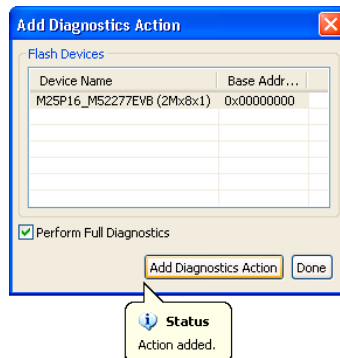 Add Diagnostics Action
Flash Devices
Device Name Base Addr...
M25P16_M52277EVB (2Mx8x1) 0x00000000
Perform Full Diagnostics
Add Diagnostics Action Done
Status
Action added.